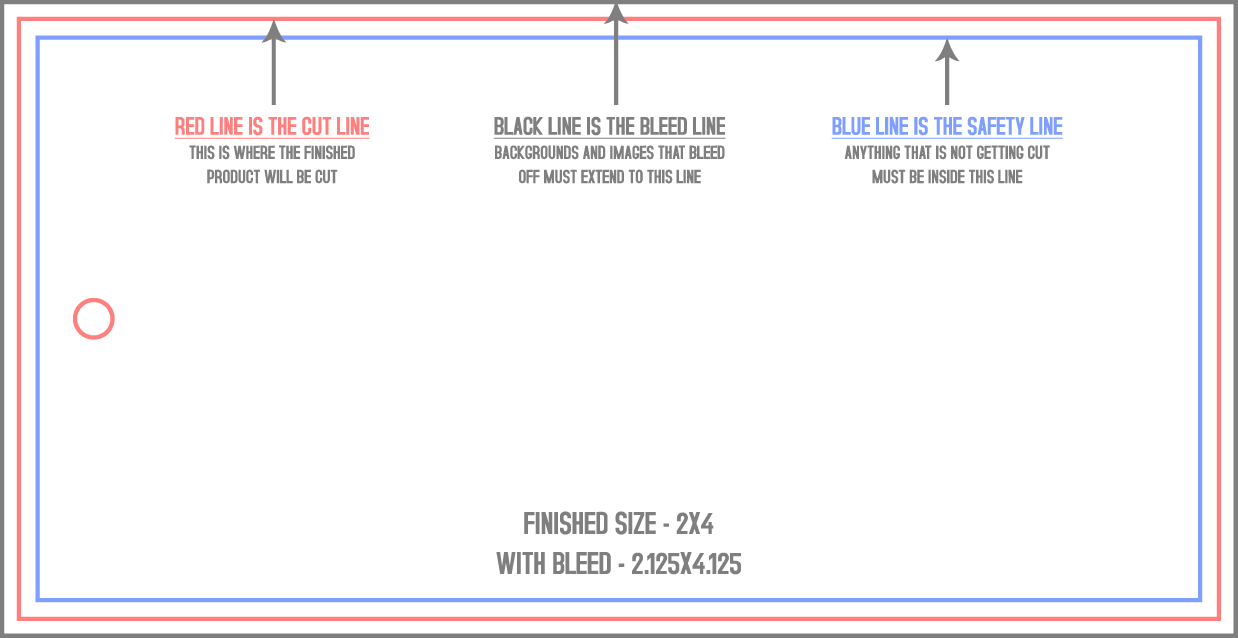 RED LINE IS THE CUT LINE
THIS IS WHERE THE FINISHED
PRODUCT WILL BE CUT
BLACK LINE IS THE BLEED LINE
BACKGROUNDS AND IMAGES THAT BLEED
OFF MUST EXTEND TO THIS LINE
BLUE LINE IS THE SAFETY LINE
ANYTHING THAT IS NOT GETTING CUT
MUST BE INSIDE THIS LINE
FINISHED SIZE - 2X4
WITH BLEED - 2.125X4.125